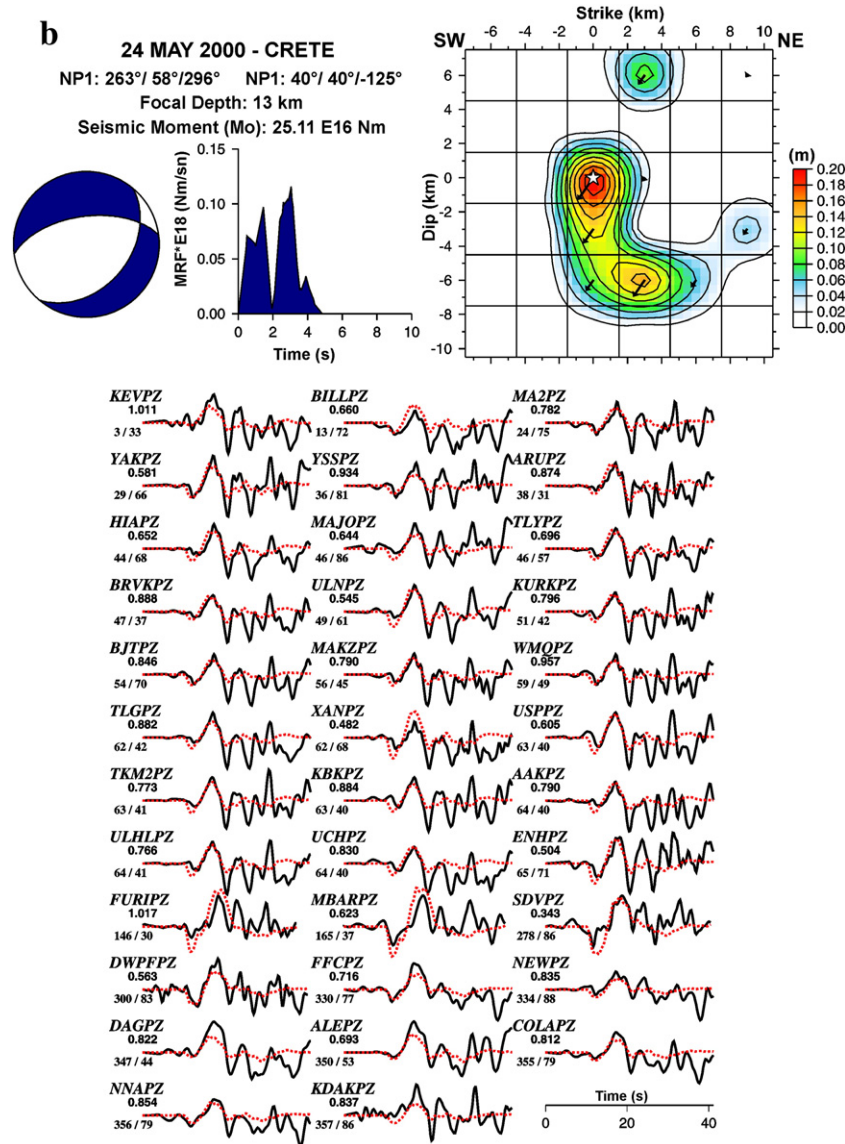 b
24 MAY 2000 - CRETE
NP1: 263°/ 58°/296° NP1: 40°/ 40°/-125°
Focal Depth: 13 km
Seismic Moment (Mo): 25.11 E16 Nm
MRF*E18 (Nm/sn)
0.15
0.10
0.05
0.00
0 2 4 6 8 10
Time (s)
Strike (km)
SW NE
-6 -4 -2 0 2 4 6 8 10
Dip (km)
6
4
2
0
-2
-4
-6
-8
-10
(m)
0.20
0.18
0.16
0.14
0.12
0.10
0.08
0.06
0.04
0.02
0.00
KEVPZ BILLPZ MA2PZ
1.011 0.660 0.782
3 / 33 13 / 72 24 / 75
YAKPZ YSSPZ ARUPZ
0.581 0.934 0.874
29 / 66 36 / 81 38 / 31
HIAPZ MAJOPZ TLYPZ
0.652 0.644 0.696
44 / 68 46 / 86 46 / 57
BRVKPZ ULNPZ KURKPZ
0.888 0.545 0.796
47 / 37 49 / 61 51 / 42
BJTPZ MAKZPZ WMQPZ
0.846 0.790 0.957
54 / 70 56 / 45 59 / 49
TLGPZ XANPZ USPPZ
0.882 0.482 0.605
62 / 42 62 / 68 63 / 40
TKM2PZ KBKPZ AAKPZ
0.773 0.884 0.790
63 / 41 63 / 40 64 / 40
ULHLPZ UCHPZ ENHPZ
0.766 0.830 0.504
64 / 41 64 / 40 65 / 71
FURIPZ MBARPZ SDVPZ
1.017 0.623 0.343
146 / 30 165 / 37 278 / 86
DWPFPZ FFCPZ NEWPZ
0.563 0.716 0.835
300 / 83 330 / 77 334 / 88
DAGPZ ALEPZ COLAPZ
0.822 0.693 0.812
347 / 44 350 / 53 355 / 79
NNAPZ KDAKPZ
0.854 0.837
356 / 79 357 / 86
Time (s)
0 20 40